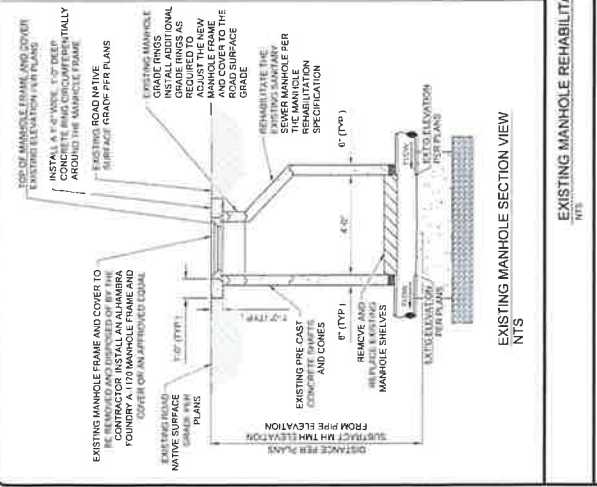 TOP OF MANHOLE FRAME AND COVER
EXISTING ELEVATION PER PLANS
INSTALL A 1'-0" WIDE, 1'-0" DEEP
CONCRETE RING CIRCUMFERENTIALLY
AROUND THE MANHOLE FRAME
EXISTING ROAD NATIVE
SURFACE GRADE PER PLANS
EXISTING MANHOLE
GRADE RINGS
INSTALL ADDITIONAL
GRADE RINGS AS
REQUIRED TO
ADJUST THE NEW
MANHOLE FRAME
AND COVER TO THE
ROAD SURFACE
GRADE
REHABILITATE THE
EXISTING SANITARY
SEWER MANHOLE PER
THE MANHOLE
REHABILITATION
SPECIFICATION
6" (TYP )
FLOW
EXT'G ELEVATION
PER PLANS
EXISTING MANHOLE FRAME AND COVER TO
BE REMOVED AND DISPOSED OF BY THE
CONTRACTOR INSTALL AN ALHAMBRA
FOUNDRY A-1170 MANHOLE FRAME AND
COVER OR AN APPROVED EQUAL
1'-0" (TYP )
1'-0" (TYP )
EXISTING ROAD
NATIVE SURFACE
GRADE PER
PLANS
EXISTING PRE CAST
CONCRETE SHAFTS
AND CONES
4'-0"
6" (TYP )
REMOVE AND
REPLACE EXISTING
MANHOLE SHELVES
FLOW
EXT'G ELEVATION
PER PLANS
DISTANCE PER PLANS
SUBTRACT MH TMH ELEVATION
FROM PIPE ELEVATION
EXISTING MANHOLE SECTION VIEW
NTS
EXISTING MANHOLE REHABILITA
NTS